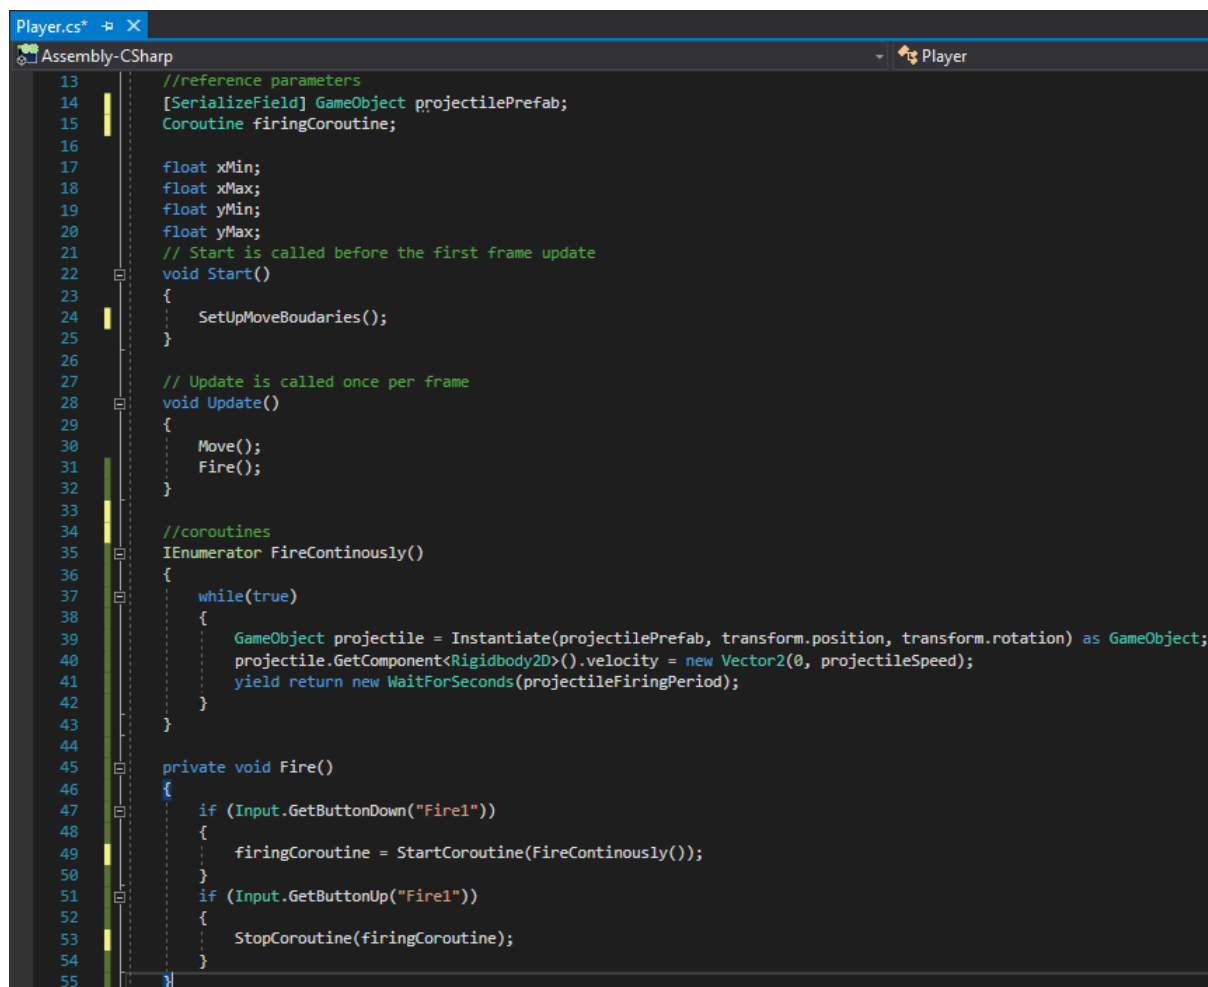 Player.cs*
Assembly-CSharp Player
13 //reference parameters
14 [SerializeField] GameObject projectilePrefab;
15 Coroutine firingCoroutine;
16
17 float xMin;
18 float xMax;
19 float yMin;
20 float yMax;
21 // Start is called before the first frame update
22 void Start()
23 {
24 SetUpMoveBoudaries();
25 }
26
27 // Update is called once per frame
28 void Update()
29 {
30 Move();
31 Fire();
32 }
33
34 //coroutines
35 IEnumerator FireContinously()
36 {
37 while(true)
38 {
39 GameObject projectile = Instantiate(projectilePrefab, transform.position, transform.rotation) as GameObject;
40 projectile.GetComponent<Rigidbody2D>().velocity = new Vector2(0, projectileSpeed);
41 yield return new WaitForSeconds(projectileFiringPeriod);
42 }
43 }
44
45 private void Fire()
46 {
47 if (Input.GetButtonDown("Fire1"))
48 {
49 firingCoroutine = StartCoroutine(FireContinously());
50 }
51 if (Input.GetButtonUp("Fire1"))
52 {
53 StopCoroutine(firingCoroutine);
54 }
55 }